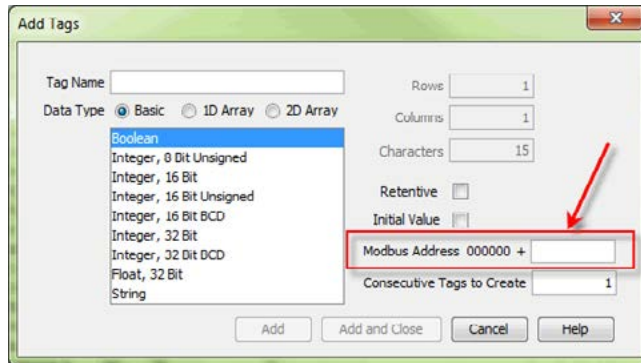 Add Tags
Tag Name
Data Type Basic 1D Array 2D Array
Boolean
Integer, 8 Bit Unsigned
Integer, 16 Bit
Integer, 16 Bit Unsigned
Integer, 16 Bit BCD
Integer, 32 Bit
Integer, 32 Bit BCD
Float, 32 Bit
String
Rows 1
Columns 1
Characters 15
Retentive
Initial Value
Modbus Address 000000 +
Consecutive Tags to Create 1
Add Add and Close Cancel Help